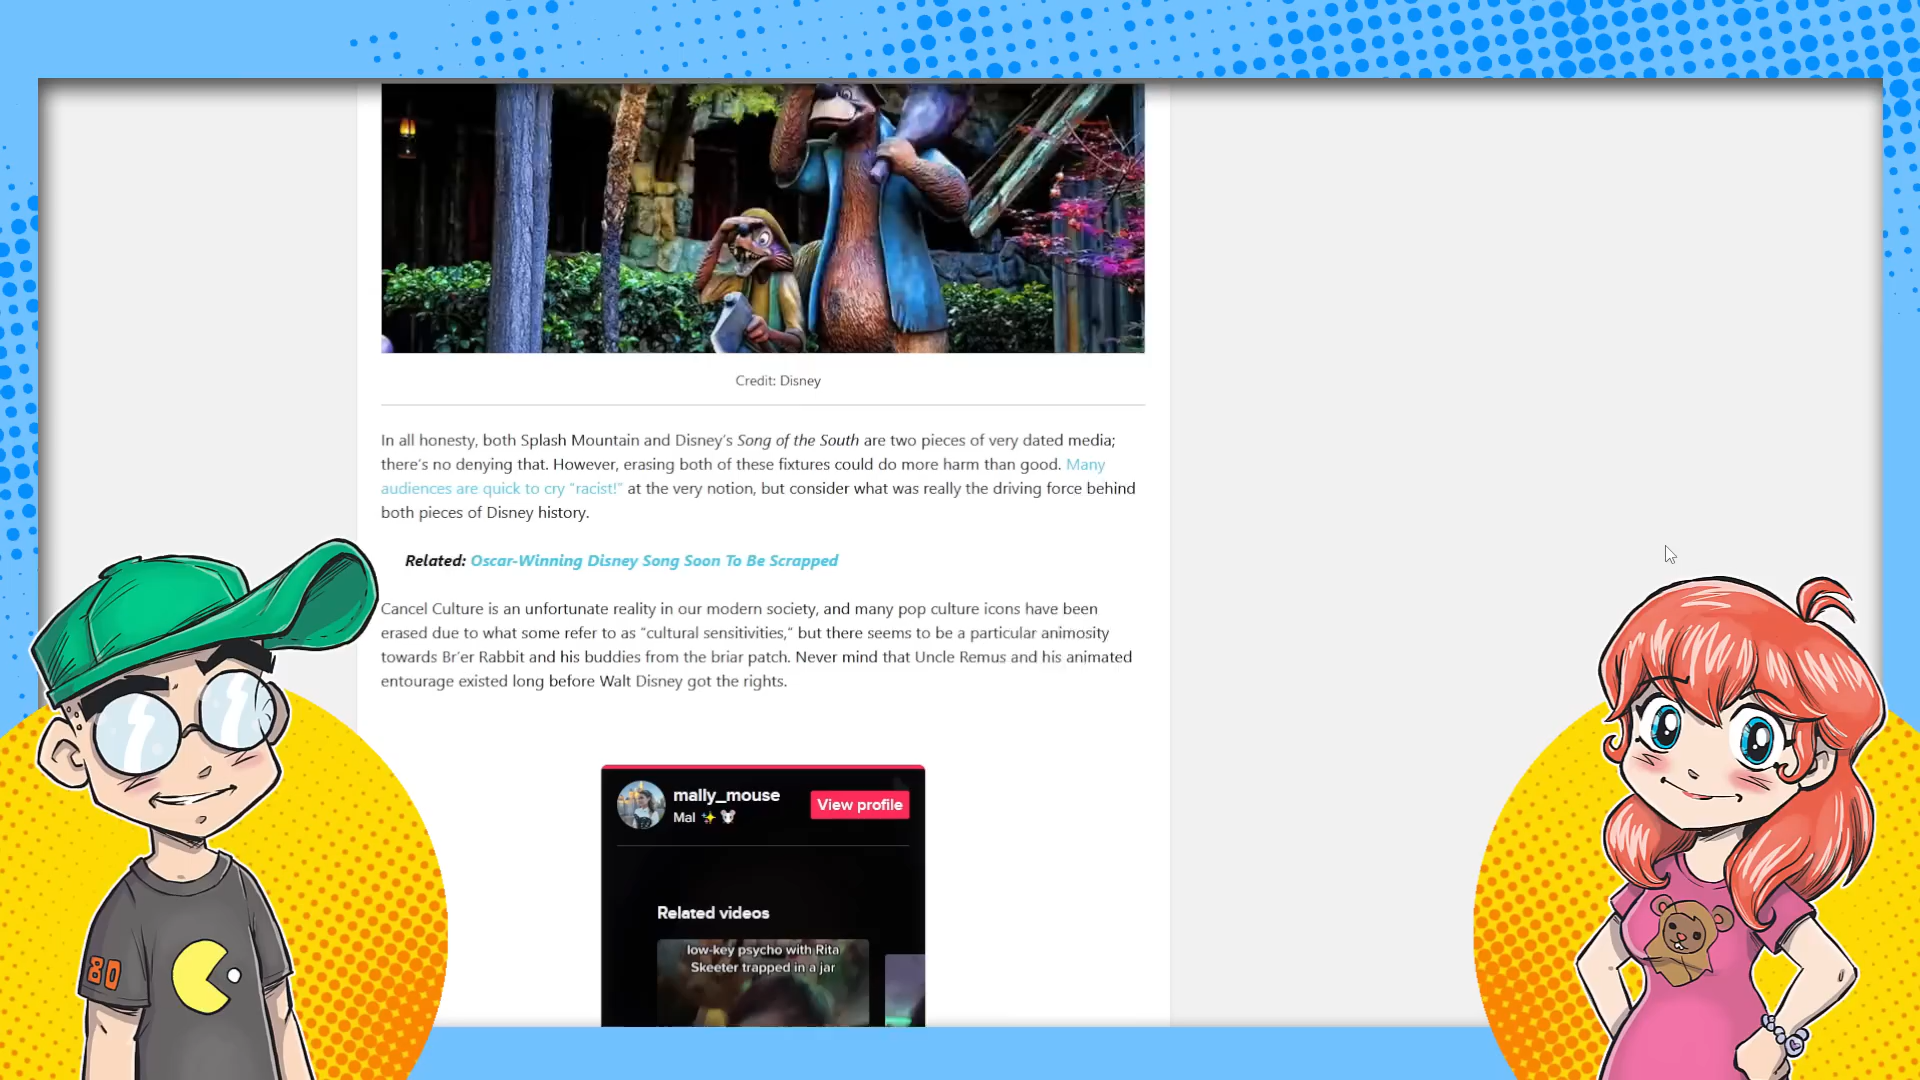 Credit: Disney
In all honesty, both Splash Mountain and Disney's Song of the South are two pieces of very dated media;
there's no denying that. However, erasing both of these fixtures could do more harm than good. Many
audiences are quick to cry "racist!" at the very notion, but consider what was really the driving force behind
both pieces of Disney history.
Related: Oscar-Winning Disney Song Soon To Be Scrapped
Cancel Culture is an unfortunate reality in our modern society, and many pop culture icons have been
erased due to what some refer to as "cultural sensitivities," but there seems to be a particular animosity
towards Br'er Rabbit and his buddies from the briar patch. Never mind that Uncle Remus and his animated
entourage existed long before Walt Disney got the rights.
mally_mouse
Mal
View profile
Related videos
low-key psycho with Rita
Skeeter trapped in a jar
80